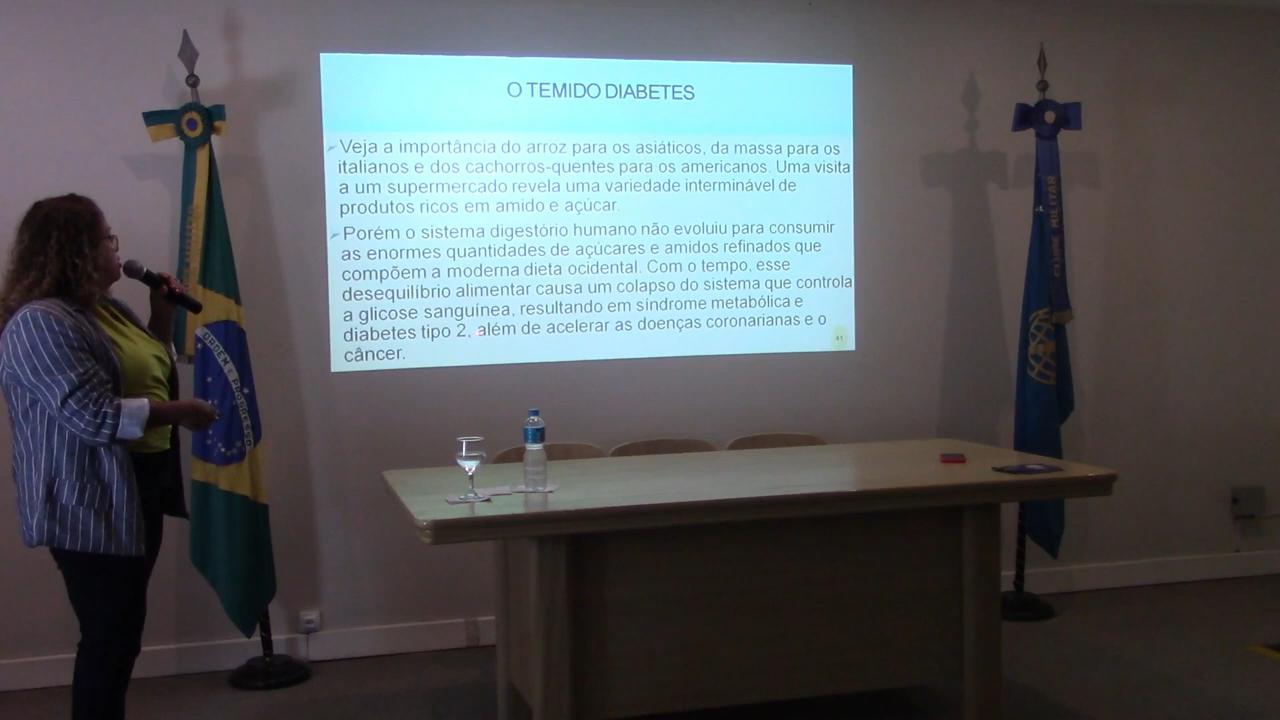 O TEMIDO DIABETES
Veja a importância do arroz para os asiáticos, da massa para os
italianos e dos cachorros-quentes para os americanos. Uma visita
a um supermercado revela uma variedade interminável de
produtos ricos em amido e açúcar.
Porém o sistema digestório humano não evoluiu para consumir
as enormes quantidades de açúcares e amidos refinados que
compõem a moderna dieta ocidental. Com o tempo, esse
desequilíbrio alimentar causa um colapso do sistema que controla
a glicose sanguínea, resultando em síndrome metabólica e
diabetes tipo 2, além de acelerar as doenças coronarianas e o
câncer.
41
ORDEM E PROGRESSO
CLUBE MILITAR